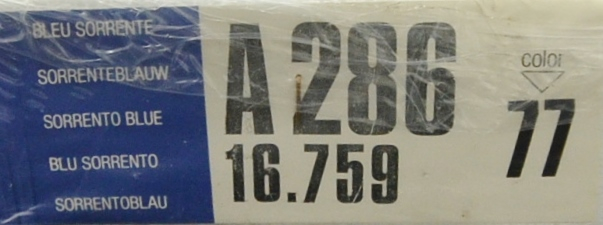 BLEU SORRENTE
SORRENTEBLAUW
SORRENTO BLUE
BLU SORRENTO
SORRENTOBLAU
A 286
16.759
color
77